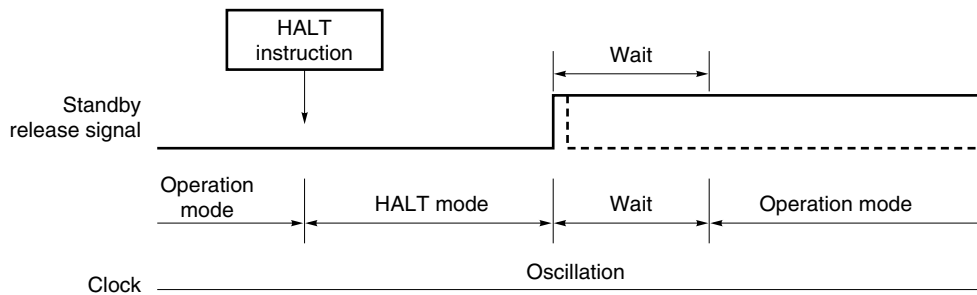 HALT
instruction
Wait
Standby
release signal
Operation
mode
HALT mode
Wait
Operation mode
Oscillation
Clock